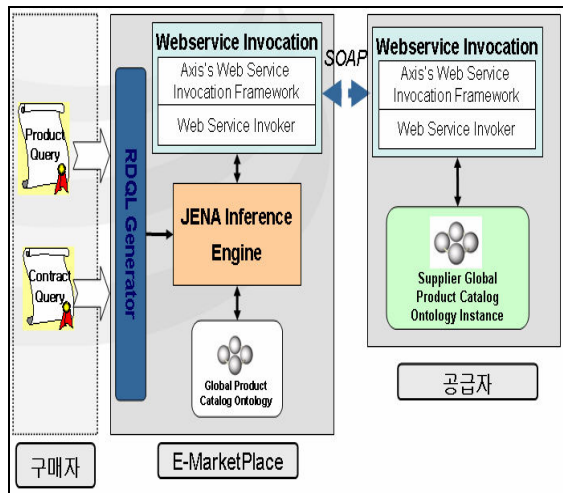 Product
Query
Contract
Query
구매자
RDQL Generator
Webservice Invocation
Axis's Web Service
Invocation Framework
Web Service Invoker
JENA Inference
Engine
Global Product
Catalog Ontology
E-MarketPlace
SOAP
Webservice Invocation
Axis's Web Service
Invocation Framework
Web Service Invoker
Supplier Global
Product Catalog
Ontology Instance
공급자